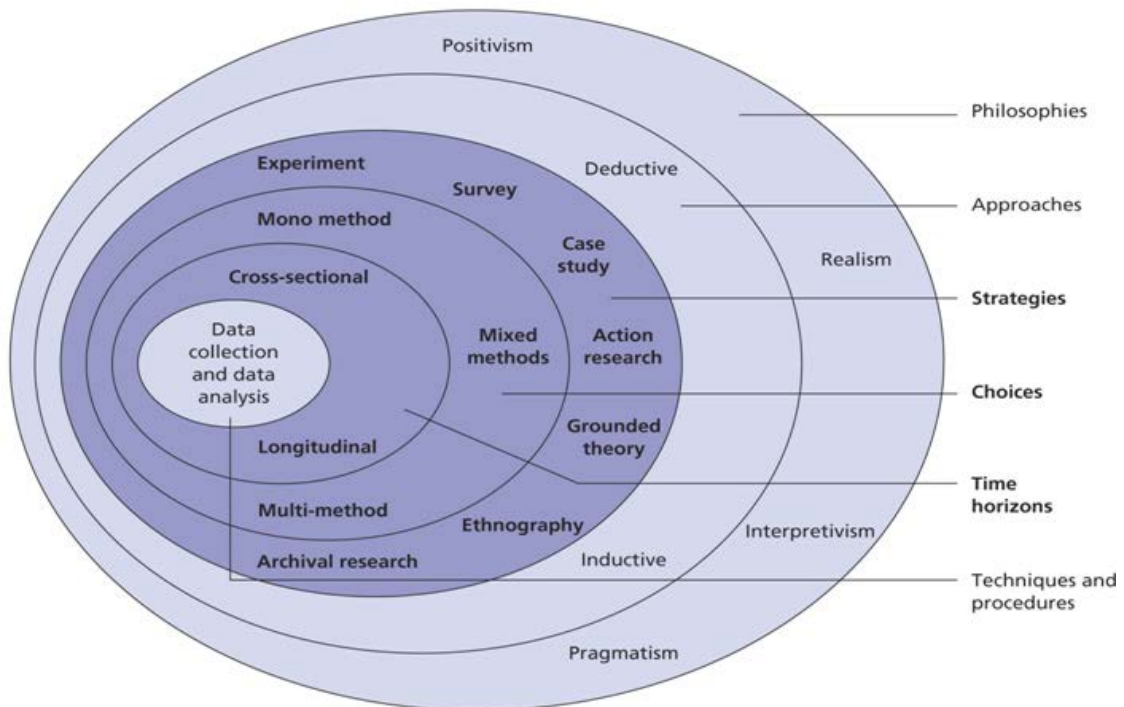 Positivism
Philosophies
Experiment
Deductive
Survey
Approaches
Mono method
Case
study
Realism
Cross-sectional
Strategies
Data
collection
and data
analysis
Mixed
methods
Action
research
Choices
Longitudinal
Grounded
theory
Time
horizons
Multi-method
Ethnography
Interpretivism
Archival research
Inductive
Techniques and
procedures
Pragmatism